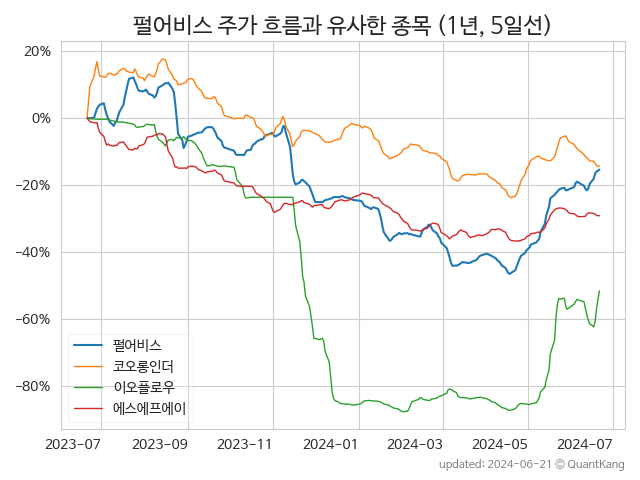 펄어비스 주가 흐름과 유사한 종목 (1년, 5일선)
20%
0%
−20%
−40%
−60%
−80%
펄어비스
코오롱인더
이오플로우
에스에프에이
2023-07
2023-09
2023-11
2024-01
2024-03
2024-05
2024-07
updated: 2024-06-21 © QuantKang